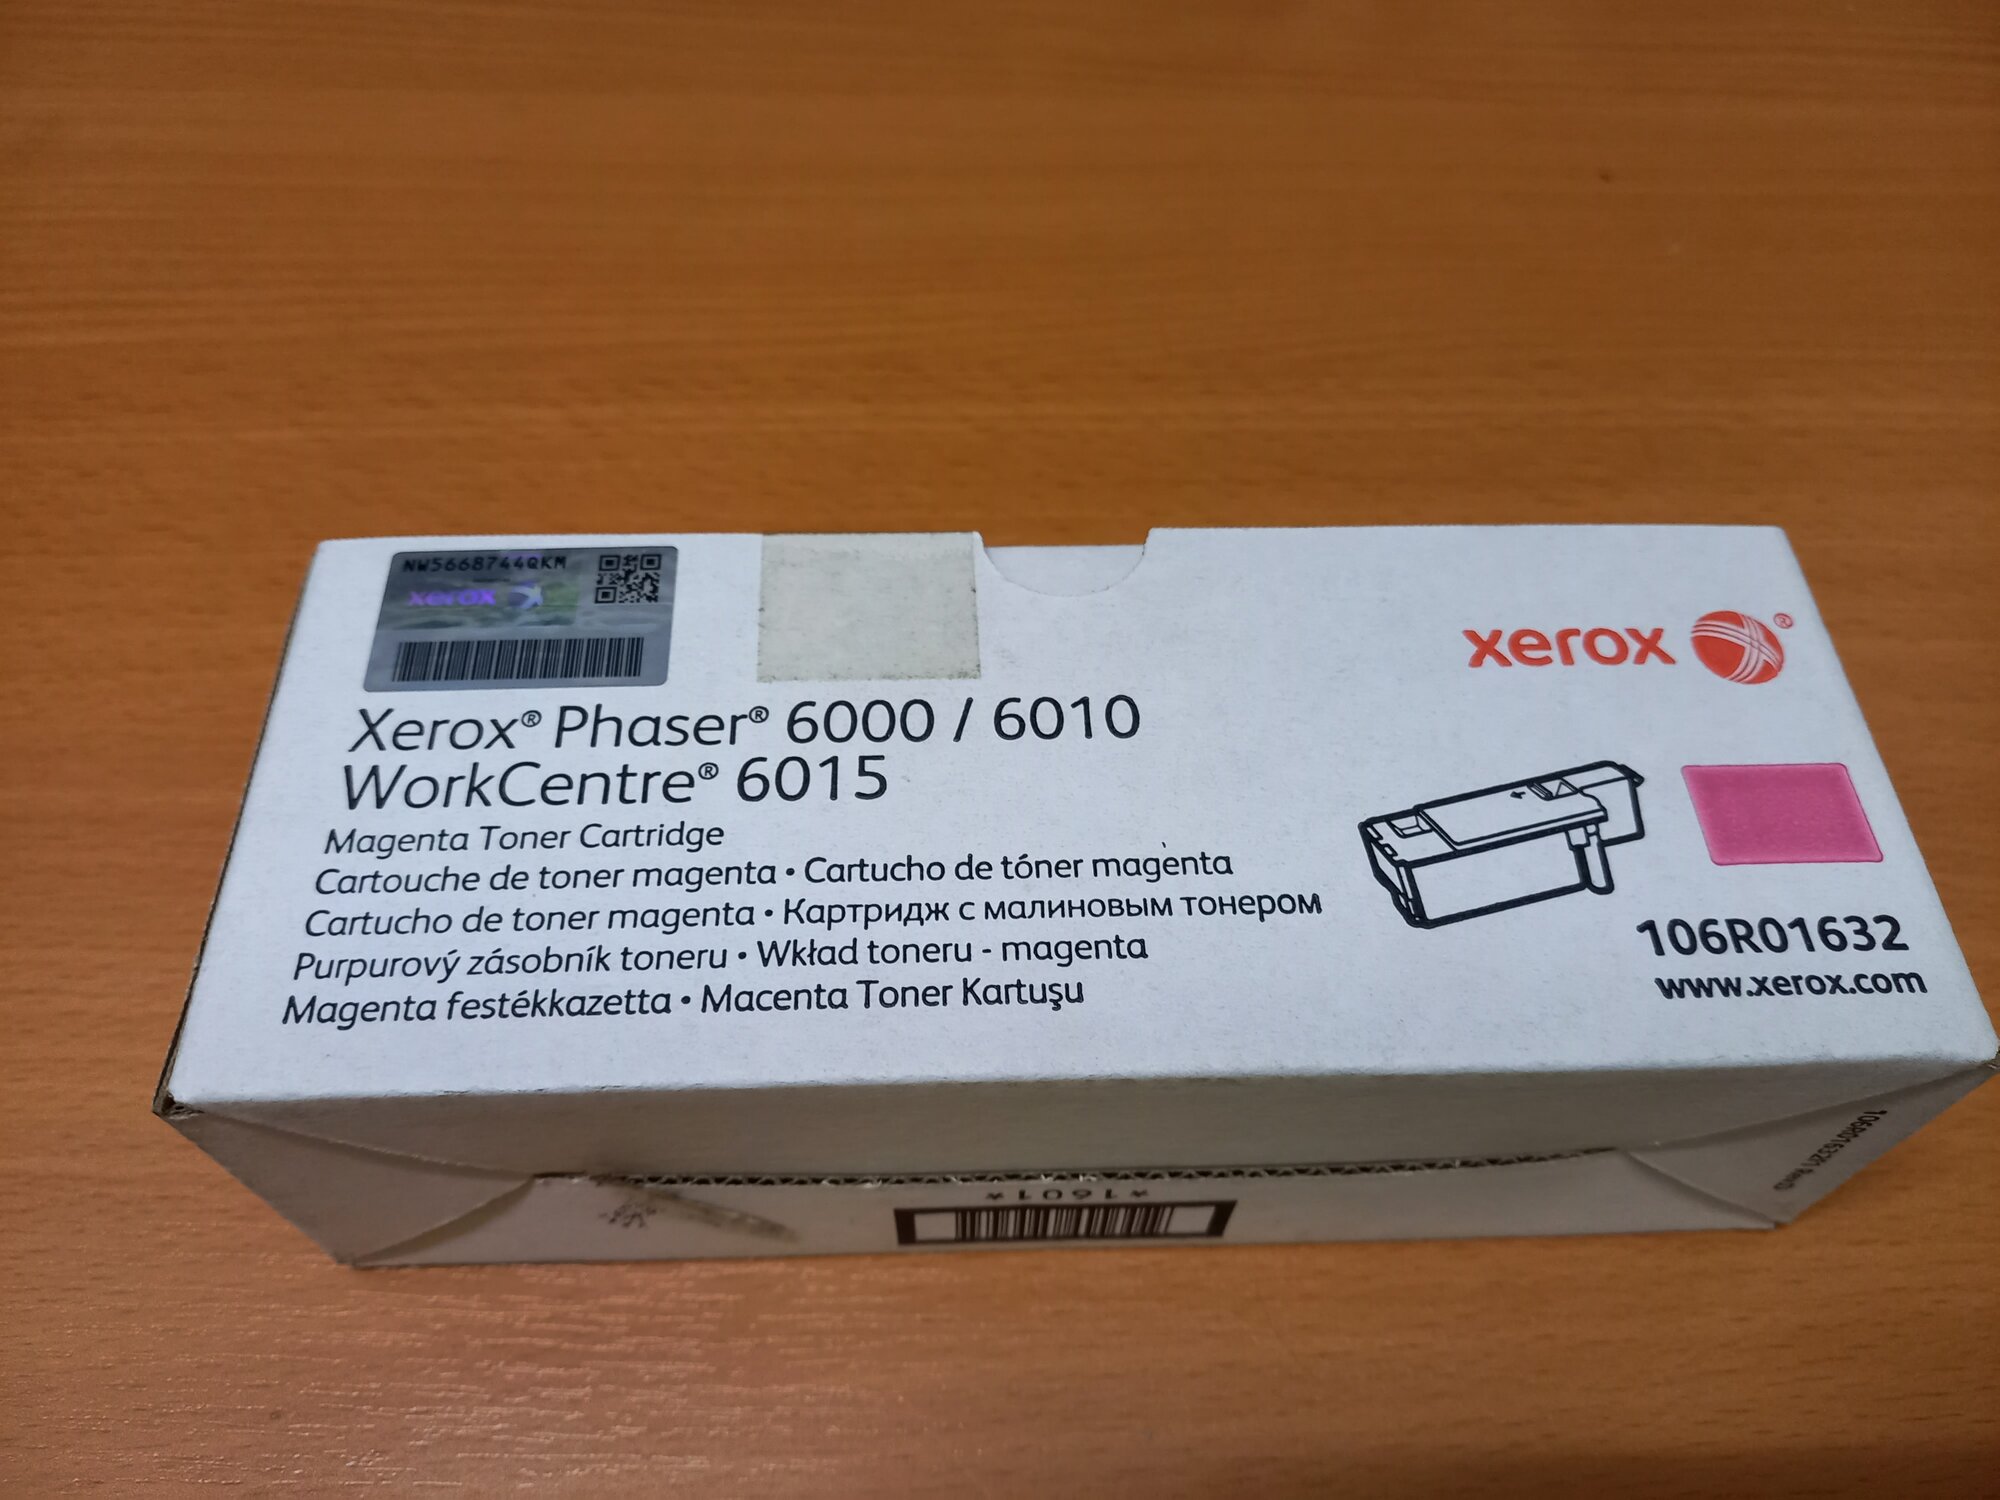 NW5668744QKM
xerox
xerox®
Xerox® Phaser® 6000 / 6010
WorkCentre® 6015
Magenta Toner Cartridge
Cartouche de toner magenta • Cartucho de tóner magenta
Cartucho de toner magenta • Картридж с малиновым тонером
Purpurový zásobník toneru • Wkład toneru - magenta
Magenta festékkazetta • Macenta Toner Kartuşu
106R01632
www.xerox.com
*1601*